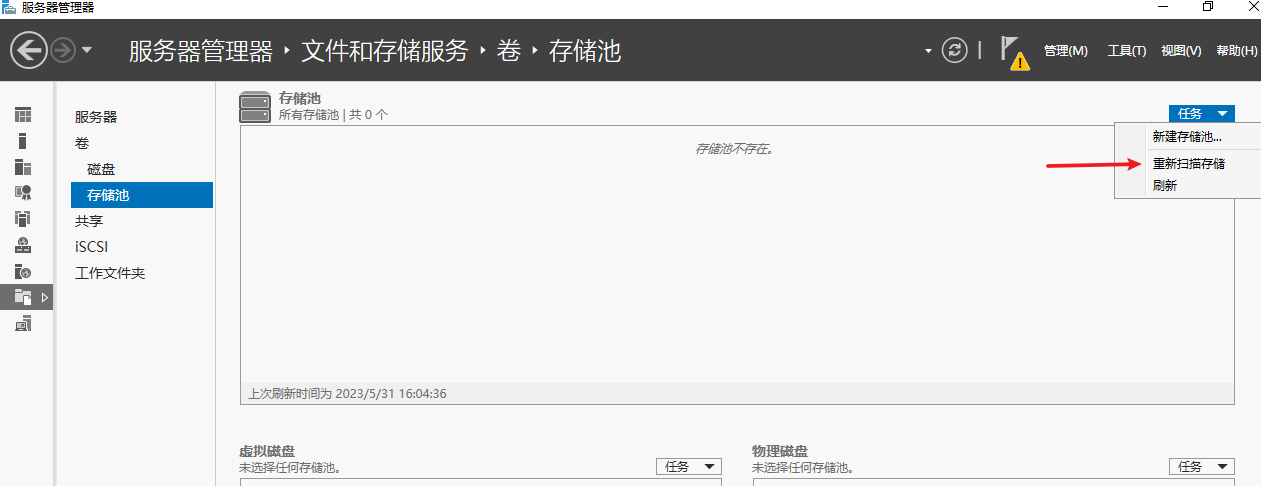 服务器管理器
服务器管理器 文件和存储服务 卷 存储池
管理(M) 工具(T) 视图(V) 帮助(H)
服务器
卷
磁盘
存储池
共享
iSCSI
工作文件夹
存储池
所有存储池 | 共 0 个
任务
新建存储池...
重新扫描存储
刷新
存储池不存在。
上次刷新时间为 2023/5/31 16:04:36
虚拟磁盘
未选择任何存储池。
任务
物理磁盘
未选择任何存储池。
任务